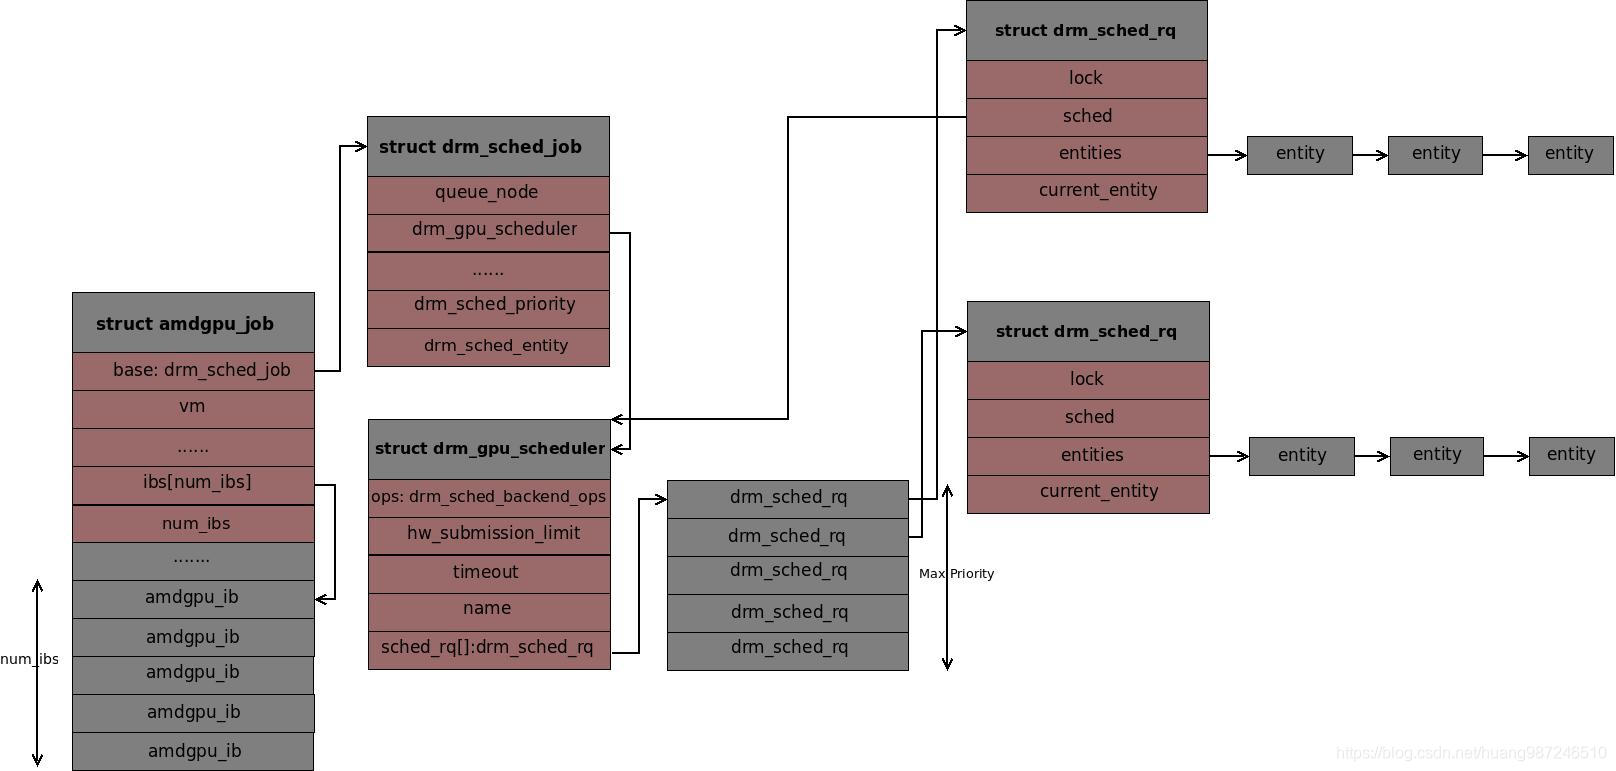 struct drm_sched_rq
lock
sched
entities
current_entity
entity
entity
entity
struct drm_sched_job
queue_node
drm_gpu_scheduler
......
drm_sched_priority
drm_sched_entity
struct amdgpu_job
base: drm_sched_job
vm
......
ibs[num_ibs]
num_ibs
.......
amdgpu_ib
amdgpu_ib
amdgpu_ib
amdgpu_ib
amdgpu_ib
num_ibs
struct drm_gpu_scheduler
ops: drm_sched_backend_ops
hw_submission_limit
timeout
name
sched_rq[]:drm_sched_rq
drm_sched_rq
drm_sched_rq
drm_sched_rq
drm_sched_rq
drm_sched_rq
Max Priority
struct drm_sched_rq
lock
sched
entities
current_entity
entity
entity
entity
https://blog.csdn.net/huang987246510